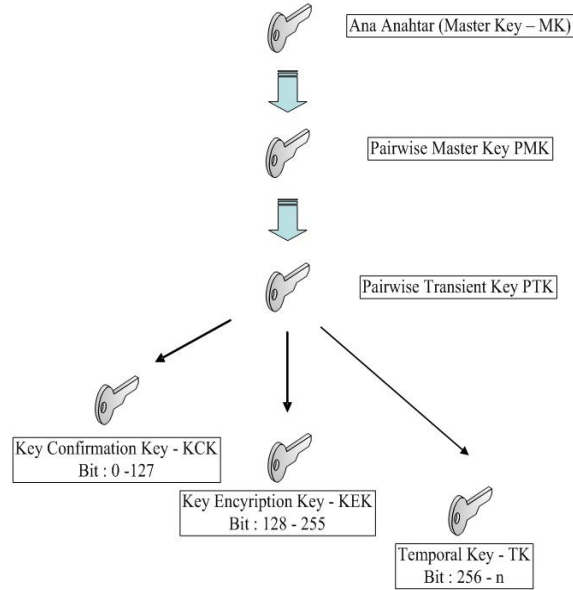 Ana Anahtar (Master Key – MK)
Pairwise Master Key PMK
Pairwise Transient Key PTK
Key Confirmation Key - KCK
Bit : 0 -127
Key Encyription Key - KEK
Bit : 128 - 255
Temporal Key - TK
Bit : 256 - n